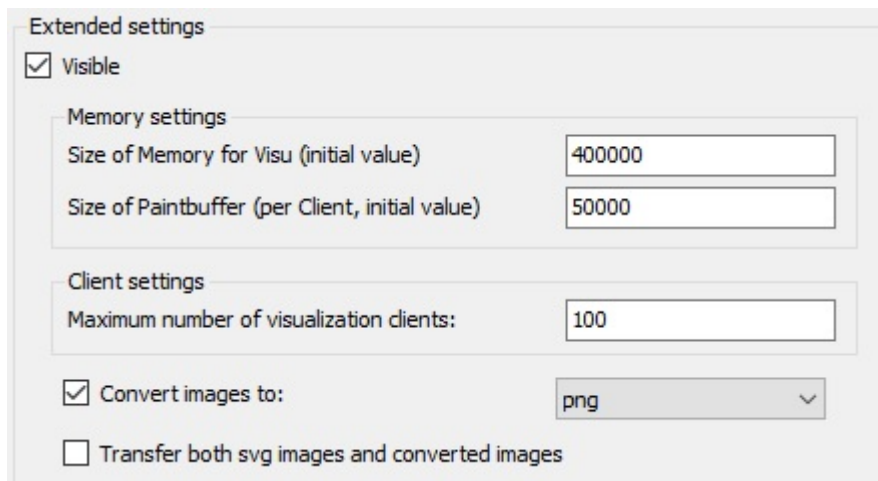 Extended settings
Visible
Memory settings
Size of Memory for Visu (initial value) 400000
Size of Paintbuffer (per Client, initial value) 50000
Client settings
Maximum number of visualization clients: 100
Convert images to: png
Transfer both svg images and converted images